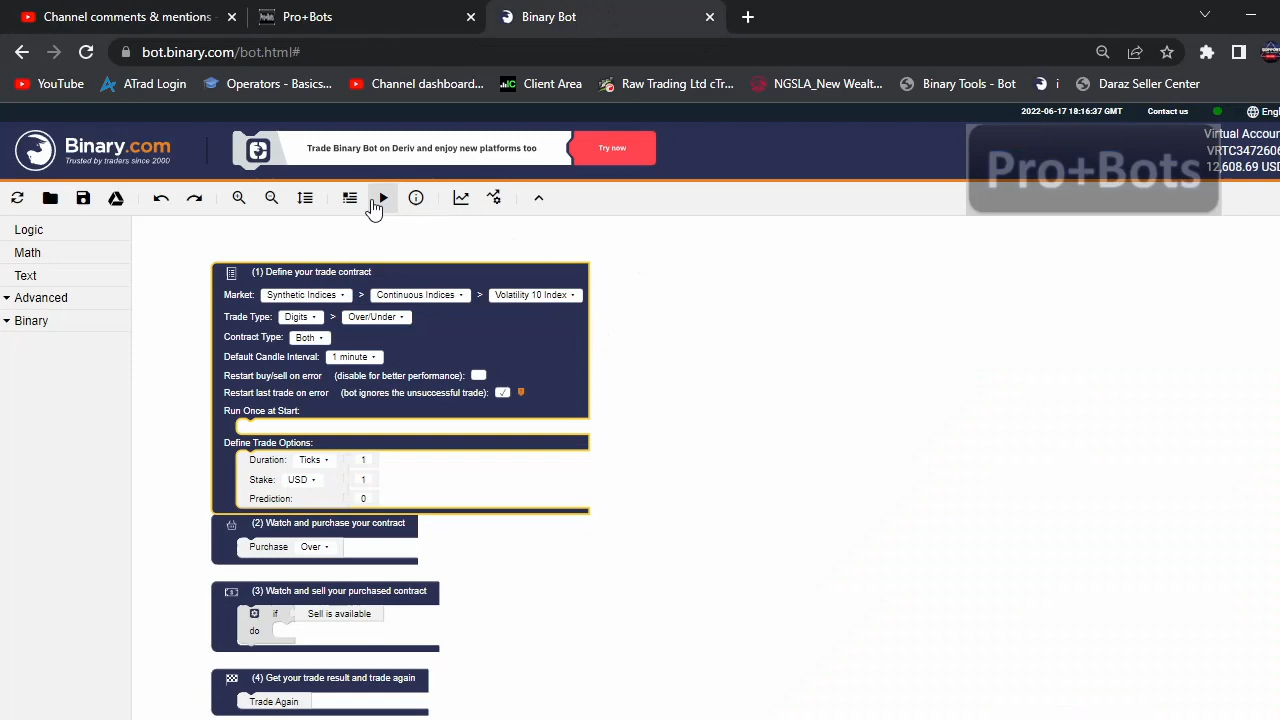 Channel comments & mentions
Pro+Bots
Binary Bot
bot.binary.com/bot.html#
YouTube
ATrad Login
Operators - Basics...
Channel dashboard...
Client Area
Raw Trading Ltd cTr...
NGSLA_New Wealt...
Binary Tools - Bot
i
Daraz Seller Center
2022-06-17 18:16:37 GMT
Contact us
Engl
Binary.com
Trusted by traders since 2000
Trade Binary Bot on Deriv and enjoy new platforms too
Try now
Virtual Accou
VRTC3472606
12,608.69 USD
Pro+Bots
Logic
Math
Text
Advanced
Binary
(1) Define your trade contract
Market: Synthetic Indices > Continuous Indices > Volatility 10 Index
Trade Type: Digits > Over/Under
Contract Type: Both
Default Candle Interval: 1 minute
Restart buy/sell on error (disable for better performance):
Restart last trade on error (bot ignores the unsuccessful trade): ✓
Run Once at Start:
Define Trade Options:
Duration: Ticks 1
Stake: USD 1
Prediction: 0
(2) Watch and purchase your contract
Purchase Over
(3) Watch and sell your purchased contract
if Sell is available
do
(4) Get your trade result and trade again
Trade Again